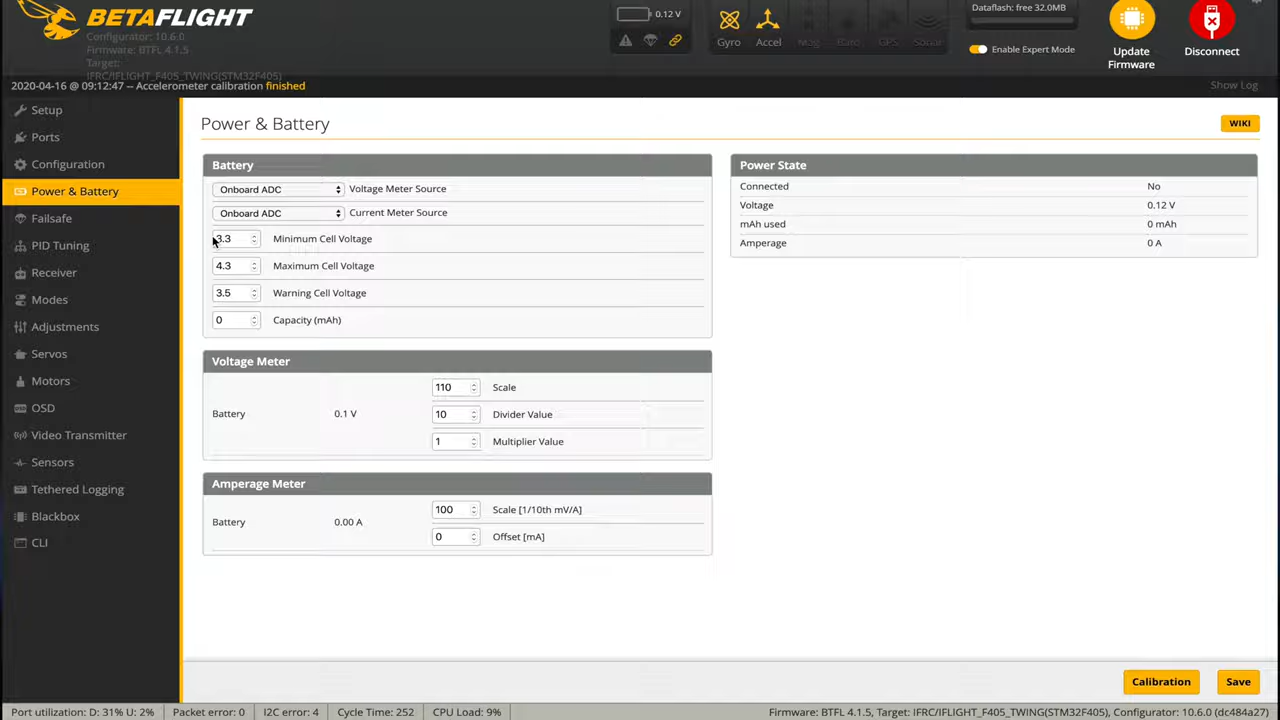 BETAFLIGHT
Configurator: 10.6.0
Firmware: BTFL 4.1.5
Target:
IFRC/IFLIGHT_F405_TWING(STM32F405)
0.12 V
Gyro
Accel
Mag
Baro
GPS
Sonar
Dataflash: free 32.0MB
Enable Expert Mode
Update
Firmware
Disconnect
2020-04-16 @ 09:12:47 -- Accelerometer calibration finished
Show Log
Setup
Ports
Configuration
Power & Battery
Failsafe
PID Tuning
Receiver
Modes
Adjustments
Servos
Motors
OSD
Video Transmitter
Sensors
Tethered Logging
Blackbox
CLI
Power & Battery
WIKI
Battery
Onboard ADC Voltage Meter Source
Onboard ADC Current Meter Source
3.3 Minimum Cell Voltage
4.3 Maximum Cell Voltage
3.5 Warning Cell Voltage
0 Capacity (mAh)
Voltage Meter
Battery 0.1 V
110 Scale
10 Divider Value
1 Multiplier Value
Amperage Meter
Battery 0.00 A
100 Scale [1/10th mV/A]
0 Offset [mA]
Power State
Connected No
Voltage 0.12 V
mAh used 0 mAh
Amperage 0 A
Calibration
Save
Port utilization: D: 31% U: 2% Packet error: 0 I2C error: 4 Cycle Time: 252 CPU Load: 9% Firmware: BTFL 4.1.5, Target: IFRC/IFLIGHT_F405_TWING(STM32F405), Configurator: 10.6.0 (dc484a27)